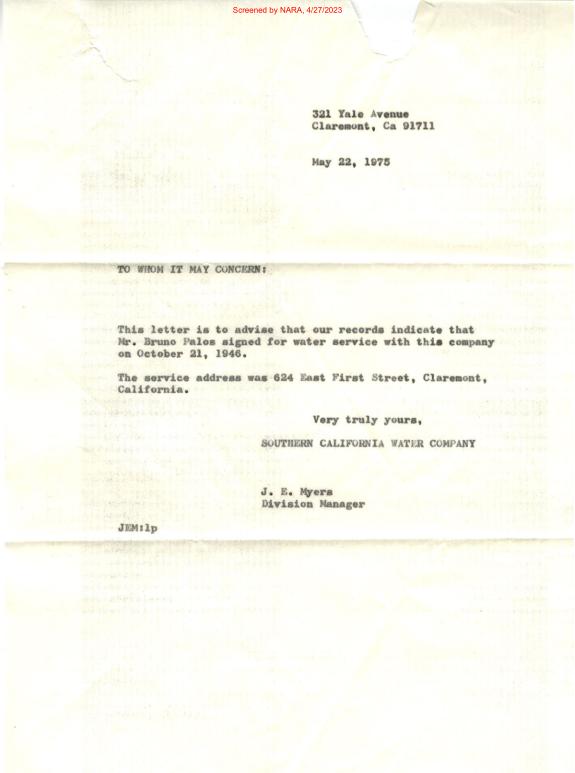 Screened by NARA, 4/27/2023
321 Yale Avenue
Claremont, Ca 91711
May 22, 1975
TO WHOM IT MAY CONCERN:
This letter is to advise that our records indicate that
Mr. Bruno Palos signed for water service with this company
on October 21, 1946.
The service address was 624 East First Street, Claremont,
California.
Very truly yours,
SOUTHERN CALIFORNIA WATER COMPANY
J. E. Myers
Division Manager
JEM:lp